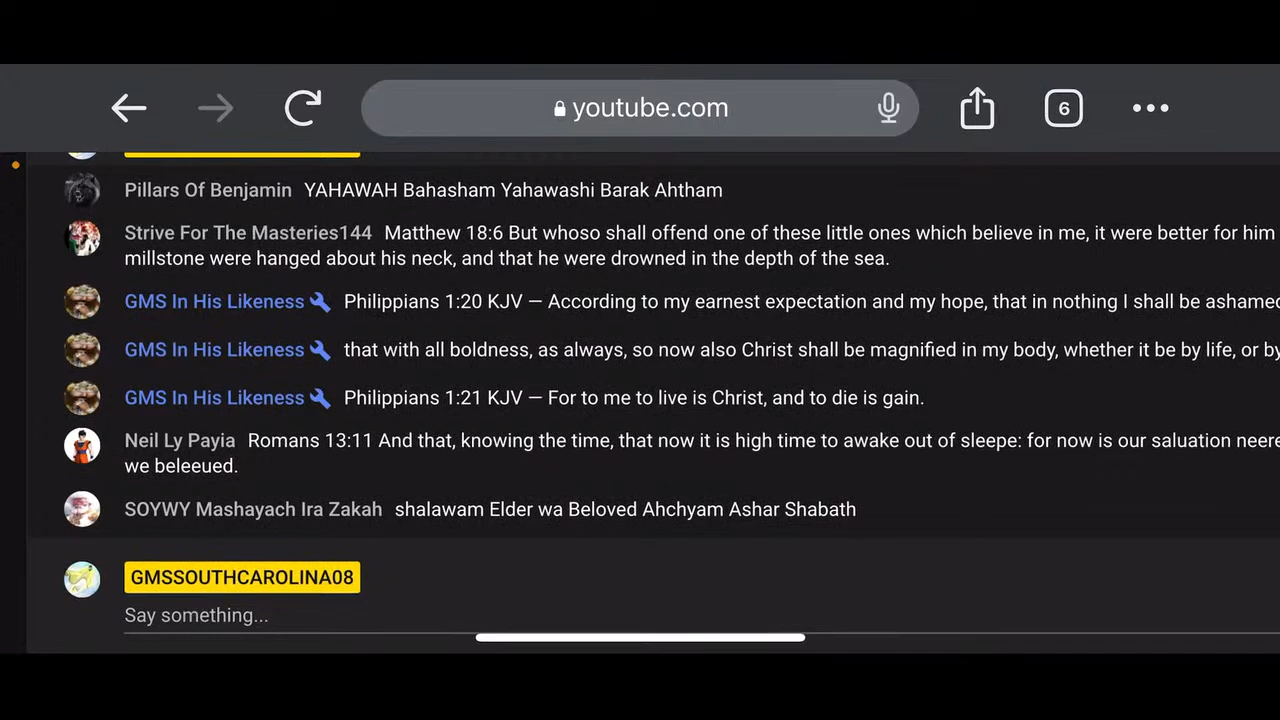 youtube.com
6
Pillars Of Benjamin YAHAWAH Bahasham Yahawashi Barak Ahtham
Strive For The Masteries144 Matthew 18:6 But whoso shall offend one of these little ones which believe in me, it were better for him
millstone were hanged about his neck, and that he were drowned in the depth of the sea.
GMS In His Likeness Philippians 1:20 KJV — According to my earnest expectation and my hope, that in nothing I shall be ashamed
GMS In His Likeness that with all boldness, as always, so now also Christ shall be magnified in my body, whether it be by life, or by
GMS In His Likeness Philippians 1:21 KJV — For to me to live is Christ, and to die is gain.
Neil Ly Payia Romans 13:11 And that, knowing the time, that now it is high time to awake out of sleepe: for now is our saluation neere
we beleeued.
SOYWY Mashayach Ira Zakah shalawam Elder wa Beloved Ahchyam Ashar Shabath
GMSSOUTHCAROLINA08
Say something...